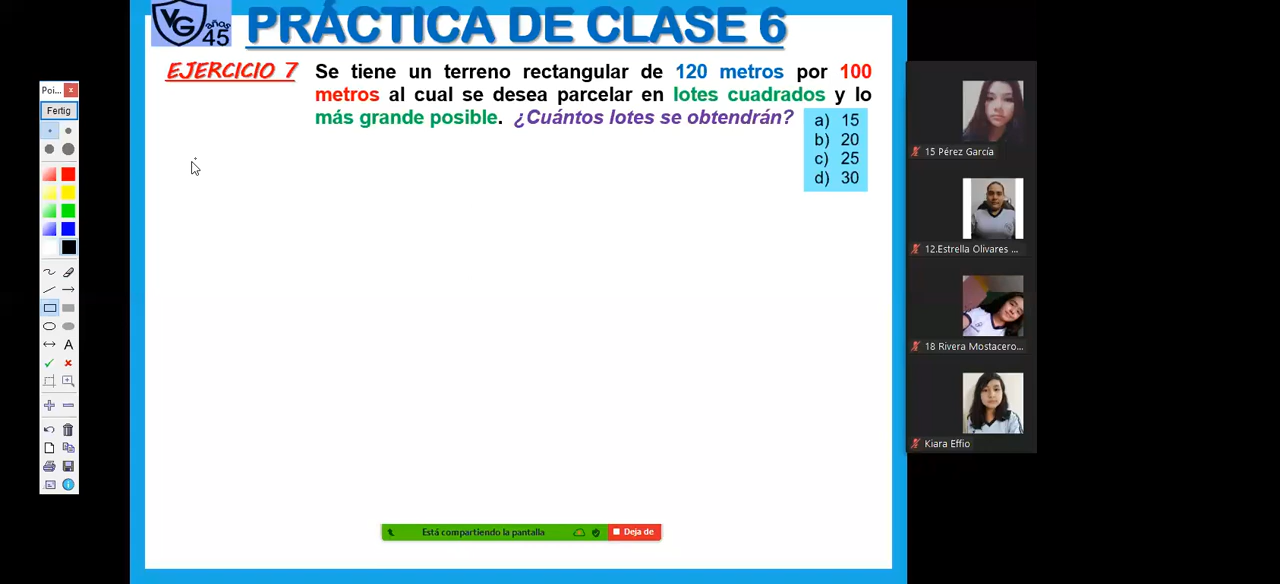 VG años 45
PRÁCTICA DE CLASE 6
EJERCICIO 7
Se tiene un terreno rectangular de 120 metros por 100
metros al cual se desea parcelar en lotes cuadrados y lo
más grande posible. ¿Cuántos lotes se obtendrán?
a) 15
b) 20
c) 25
d) 30
Poi...
Fertig
A
15 Pérez García
12.Estrella Olivares ...
18 Rivera Mostacero...
Kiara Effio
Está compartiendo la pantalla
Deja de